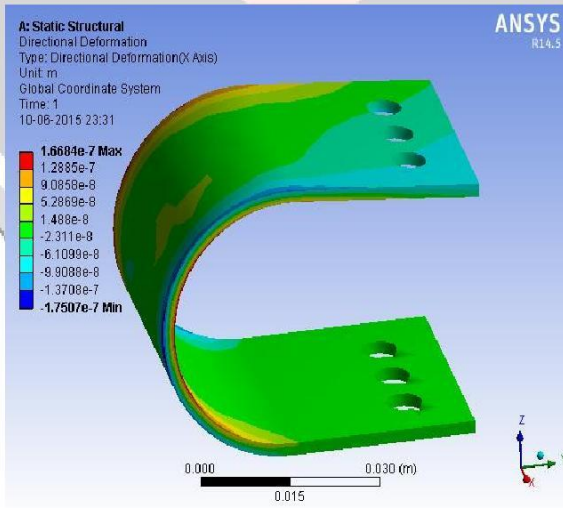 A: Static Structural
Directional Deformation
Type: Directional Deformation(X Axis)
Unit: m
Global Coordinate System
Time: 1
10-06-2015 23:31
ANSYS
R14.5
1.6684e-7 Max
1.2885e-7
9.0858e-8
5.2869e-8
1.488e-8
-2.311e-8
-6.1099e-8
-9.9088e-8
-1.3708e-7
-1.7507e-7 Min
0.000
0.030 (m)
0.015
Z
X